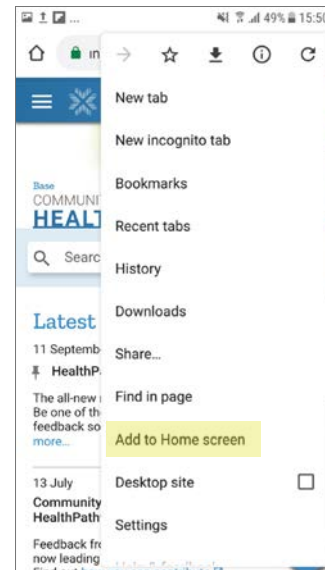 ... 49% 15:50
in
New tab
New incognito tab
Bookmarks
Recent tabs
History
Downloads
Share...
Find in page
Add to Home screen
Desktop site
Settings
Base
COMMUNI
HEALT
Searc
Latest
11 Septemb
HealthP
The all-new
Be one of th
feedback so
more...
13 July
Community
HealthPath
Feedback fro
now leading